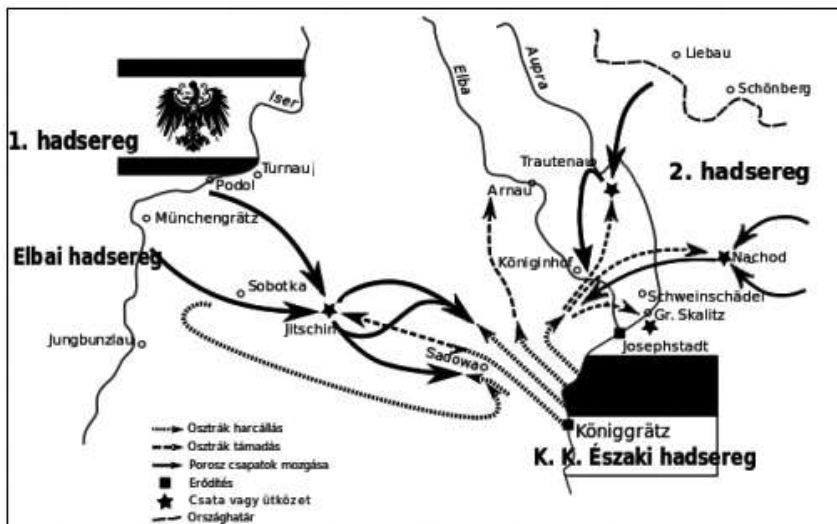 Liebau
Schönberg
Iser
Elba
Aupra
1. hadsereg
Turnau
Podol
Trautenau
2. hadsereg
Arnau
Münchengrätz
Elbai hadsereg
Königinhof
Nachod
Sobotka
Schweinschädel
Gr. Skalitz
Jitschin
Jungbunzlau
Sadowa
Josephstadt
Königgrätz
K. K. Északi hadsereg
Osztrák harcállás
Osztrák támadás
Porosz csapatok mozgása
Erődítés
Csata vagy ütközet
Országhatár